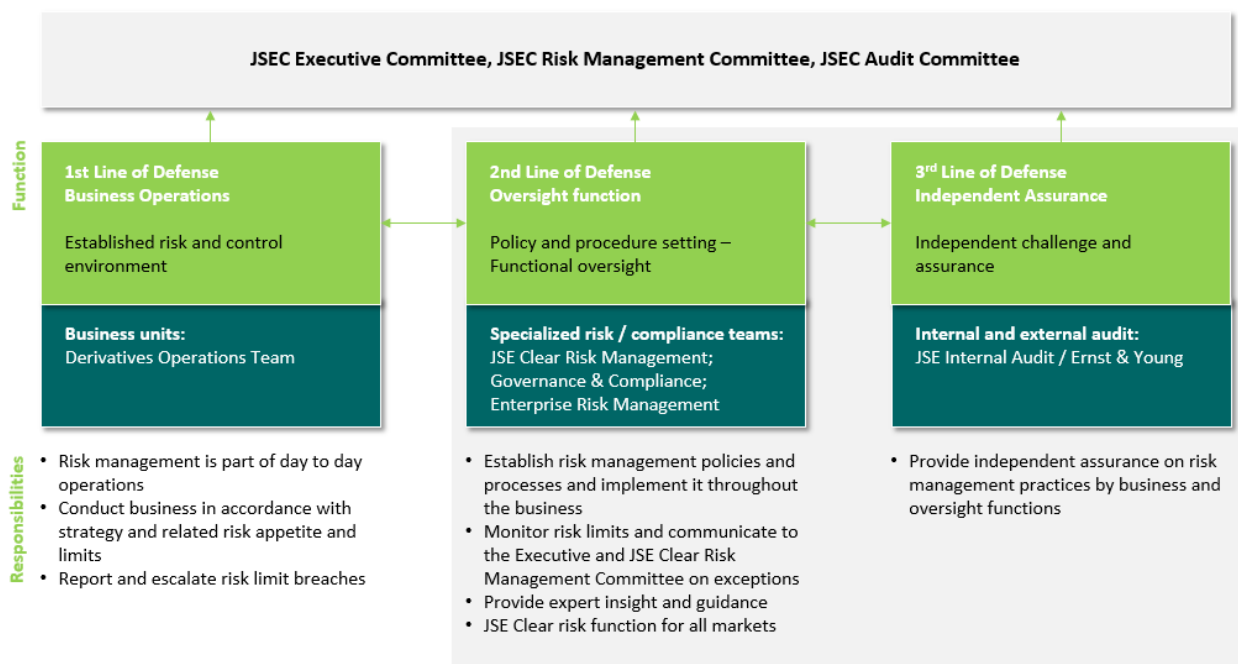 JSEC Executive Committee, JSEC Risk Management Committee, JSEC Audit Committee
Function
1st Line of Defense
Business Operations
Established risk and control
environment
2nd Line of Defense
Oversight function
Policy and procedure setting –
Functional oversight
3rd Line of Defense
Independent Assurance
Independent challenge and
assurance
Business units:
Derivatives Operations Team
Specialized risk / compliance teams:
JSE Clear Risk Management;
Governance & Compliance;
Enterprise Risk Management
Internal and external audit:
JSE Internal Audit / Ernst & Young
Responsibilities
• Risk management is part of day to day
operations
• Conduct business in accordance with
strategy and related risk appetite and
limits
• Report and escalate risk limit breaches
• Establish risk management policies and
processes and implement it throughout
the business
• Monitor risk limits and communicate to
the Executive and JSE Clear Risk
Management Committee on exceptions
• Provide expert insight and guidance
• JSE Clear risk function for all markets
• Provide independent assurance on risk
management practices by business and
oversight functions